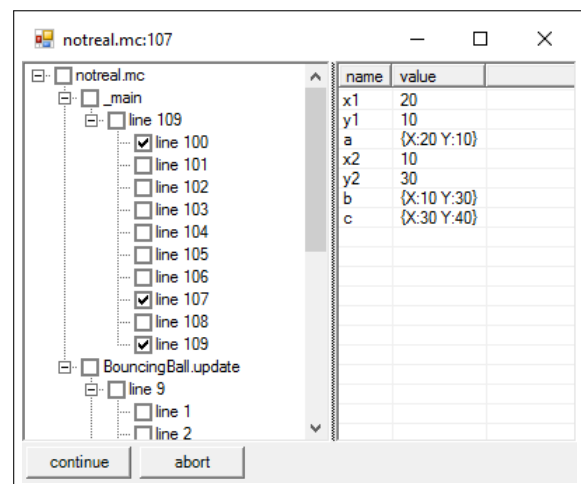 notreal.mc:107
notreal.mc
_main
line 109
line 100
line 101
line 102
line 103
line 104
line 105
line 106
line 107
line 108
line 109
BouncingBall.update
line 9
line 1
line 2
name value
x1 20
y1 10
a {X:20 Y:10}
x2 10
y2 30
b {X:10 Y:30}
c {X:30 Y:40}
continue abort